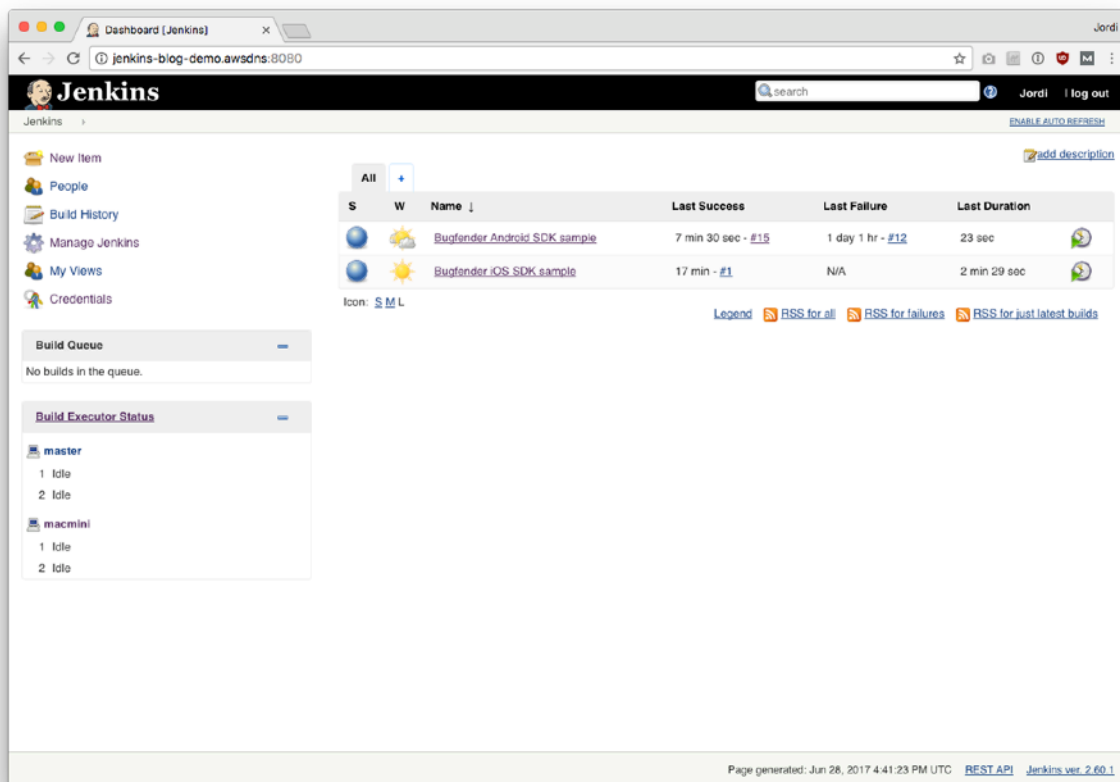 Dashboard [Jenkins]
Jordi
jenkins-blog-demo.awsdns:8080
Jenkins
search
Jordi | log out
Jenkins
ENABLE AUTO REFRESH
New Item
People
Build History
Manage Jenkins
My Views
Credentials
add description
All +
S W Name ↓ Last Success Last Failure Last Duration
Bugfender Android SDK sample 7 min 30 sec - #15 1 day 1 hr - #12 23 sec
Bugfender iOS SDK sample 17 min - #1 N/A 2 min 29 sec
Icon: S M L
Legend RSS for all RSS for failures RSS for just latest builds
Build Queue
No builds in the queue.
Build Executor Status
master
1 Idle
2 Idle
macmini
1 Idle
2 Idle
Page generated: Jun 28, 2017 4:41:23 PM UTC REST API Jenkins ver. 2.60.1